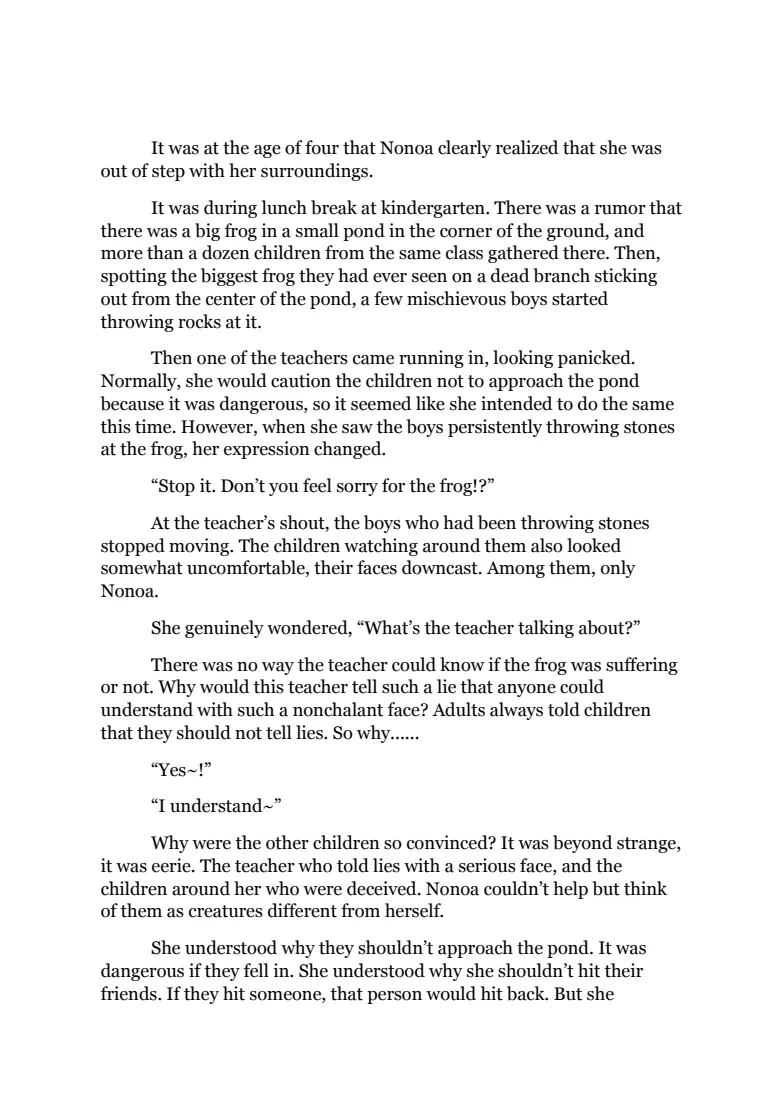 It was at the age of four that Nonoa clearly realized that she was
out of step with her surroundings.
It was during lunch break at kindergarten. There was a rumor that
there was a big frog in a small pond in the corner of the ground, and
more than a dozen children from the same class gathered there. Then,
spotting the biggest frog they had ever seen on a dead branch sticking
out from the center of the pond, a few mischievous boys started
throwing rocks at it.
Then one of the teachers came running in, looking panicked.
Normally, she would caution the children not to approach the pond
because it was dangerous, so it seemed like she intended to do the same
this time. However, when she saw the boys persistently throwing stones
at the frog, her expression changed.
“Stop it. Don’t you feel sorry for the frog!?”
At the teacher’s shout, the boys who had been throwing stones
stopped moving. The children watching around them also looked
somewhat uncomfortable, their faces downcast. Among them, only
Nonoa.
She genuinely wondered, “What’s the teacher talking about?”
There was no way the teacher could know if the frog was suffering
or not. Why would this teacher tell such a lie that anyone could
understand with such a nonchalant face? Adults always told children
that they should not tell lies. So why......
“Yes~!”
“I understand~”
Why were the other children so convinced? It was beyond strange,
it was eerie. The teacher who told lies with a serious face, and the
children around her who were deceived. Nonoa couldn’t help but think
of them as creatures different from herself.
She understood why they shouldn’t approach the pond. It was
dangerous if they fell in. She understood why she shouldn’t hit their
friends. If they hit someone, that person would hit back. But she